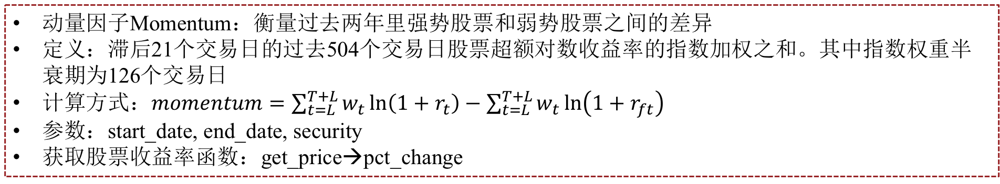 • 动量因子Momentum：衡量过去两年里强势股票和弱势股票之间的差异
• 定义：滞后21个交易日的过去504个交易日股票超额对数收益率的指数加权之和。其中指数权重半
衰期为126个交易日
• 计算方式：momentum = ∑_{t=L}^{T+L} w_t ln(1 + r_t) − ∑_{t=L}^{T+L} w_t ln(1 + r_{ft})
• 参数：start_date, end_date, security
• 获取股票收益率函数：get_price→pct_change